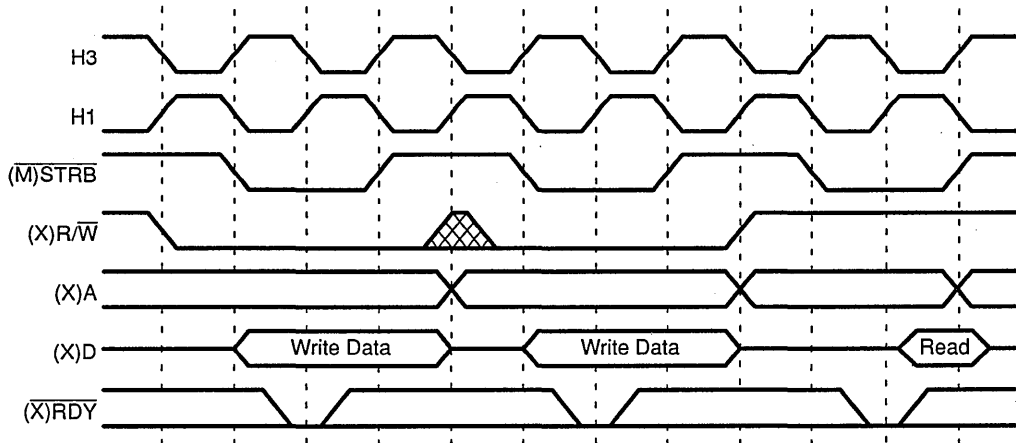 H3
H1
(M)STRB
(X)R/W
(X)A
(X)D
Write Data
Write Data
Read
(X)RDY